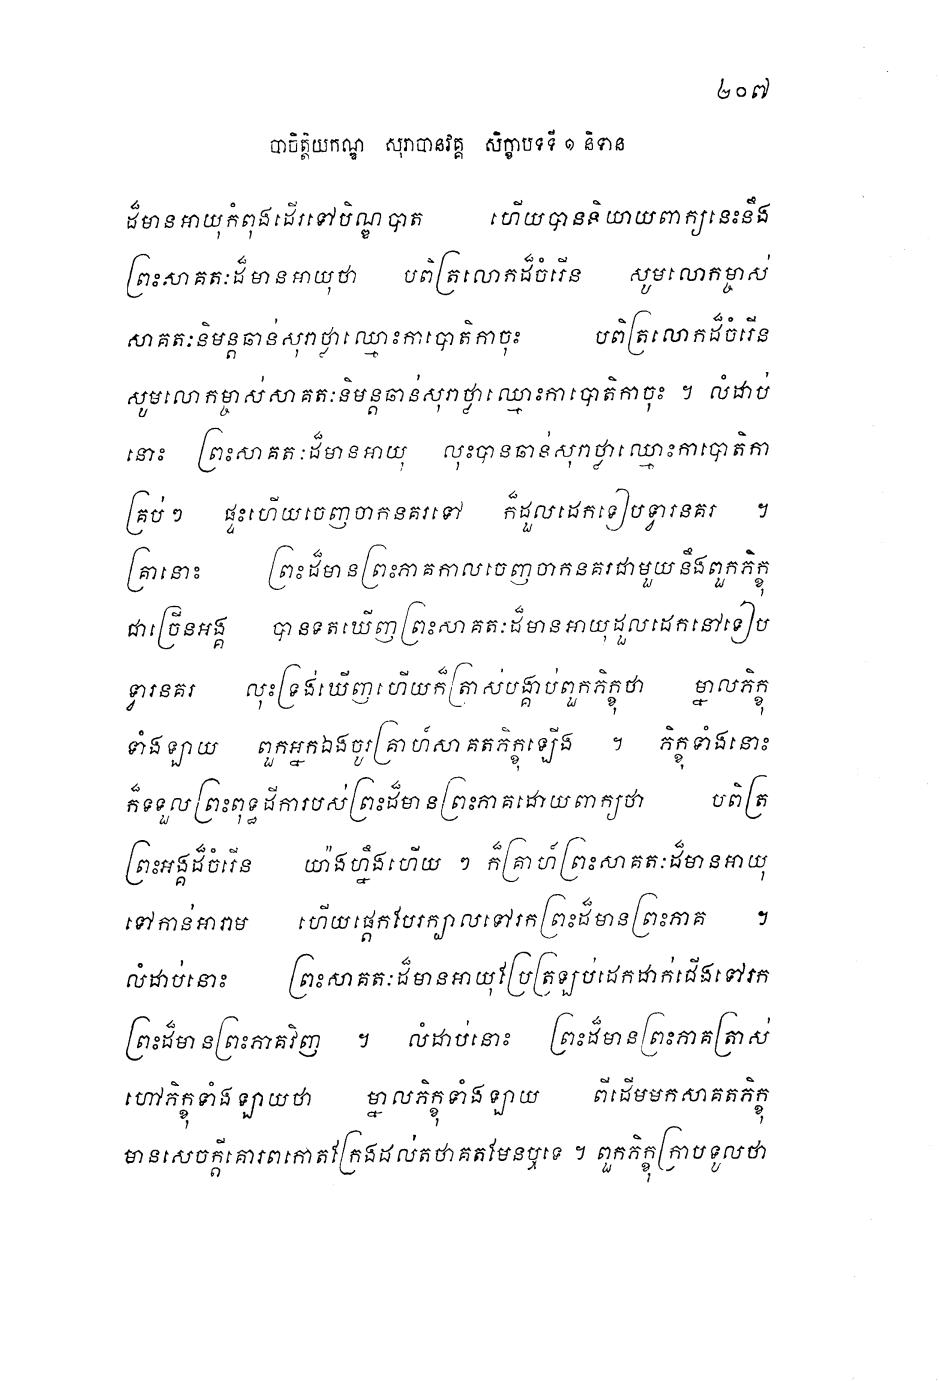 ២០៧
បាចិត្តិយកណ្ឌ សុរាបានវគ្គ សិក្ខាបទទី ១ និទាន
ដ៏មានអាយុកំពុងដើរទៅបិណ្ឌបាត ហើយបាននិយាយពាក្យនេះនឹង
ព្រះសាគតៈដ៏មានអាយុថា បពិត្រលោកដ៏ចំរើន សូមលោកម្ចាស់
សាគតៈនិមន្តឆាន់សុរាថ្វាឈ្មោះកាបោតិកាចុះ បពិត្រលោកដ៏ចំរើន
សូមលោកម្ចាស់សាគតៈនិមន្តឆាន់សុរាថ្វាឈ្មោះកាបោតិកាចុះ ។ លំដាប់
នោះ ព្រះសាគតៈដ៏មានអាយុ លុះបានឆាន់សុរាថ្វាឈ្មោះកាបោតិកា
គ្រប់ៗ ផ្ទះហើយចេញចាកនគរទៅ ក៏ដួលដេកទៀបទ្វារនគរ ។
គ្រានោះ ព្រះដ៏មានព្រះភាគកាលចេញចាកនគរជាមួយនឹងពួកភិក្ខុ
ជាច្រើនអង្គ បានទតឃើញព្រះសាគតៈដ៏មានអាយុដួលដេកនៅទៀប
ទ្វារនគរ លុះទ្រង់ឃើញហើយក៏ត្រាស់បង្គាប់ពួកភិក្ខុថា ម្នាលភិក្ខុ
ទាំងឡាយ ពួកអ្នកឯងចូរគ្រាហ៍សាគតភិក្ខុឡើង ។ ភិក្ខុទាំងនោះ
ក៏ទទួលព្រះពុទ្ធដីការបស់ព្រះដ៏មានព្រះភាគដោយពាក្យថា បពិត្រ
ព្រះអង្គដ៏ចំរើន យ៉ាងហ្នឹងហើយ ៗ ក៏គ្រាហ៍ព្រះសាគតៈដ៏មានអាយុ
ទៅកាន់អារាម ហើយផ្តេកបែរក្បាលទៅរកព្រះដ៏មានព្រះភាគ ។
លំដាប់នោះ ព្រះសាគតៈដ៏មានអាយុប្រែត្រឡប់ដេកដាក់ជើងទៅរក
ព្រះដ៏មានព្រះភាគវិញ ។ លំដាប់នោះ ព្រះដ៏មានព្រះភាគត្រាស់
ហៅភិក្ខុទាំងឡាយថា ម្នាលភិក្ខុទាំងឡាយ ពីដើមមកសាគតភិក្ខុ
មានសេចក្តីគោរពកោតក្រែងដល់តថាគតមែនឬទេ ។ ពួកភិក្ខុក្រាបទូលថា